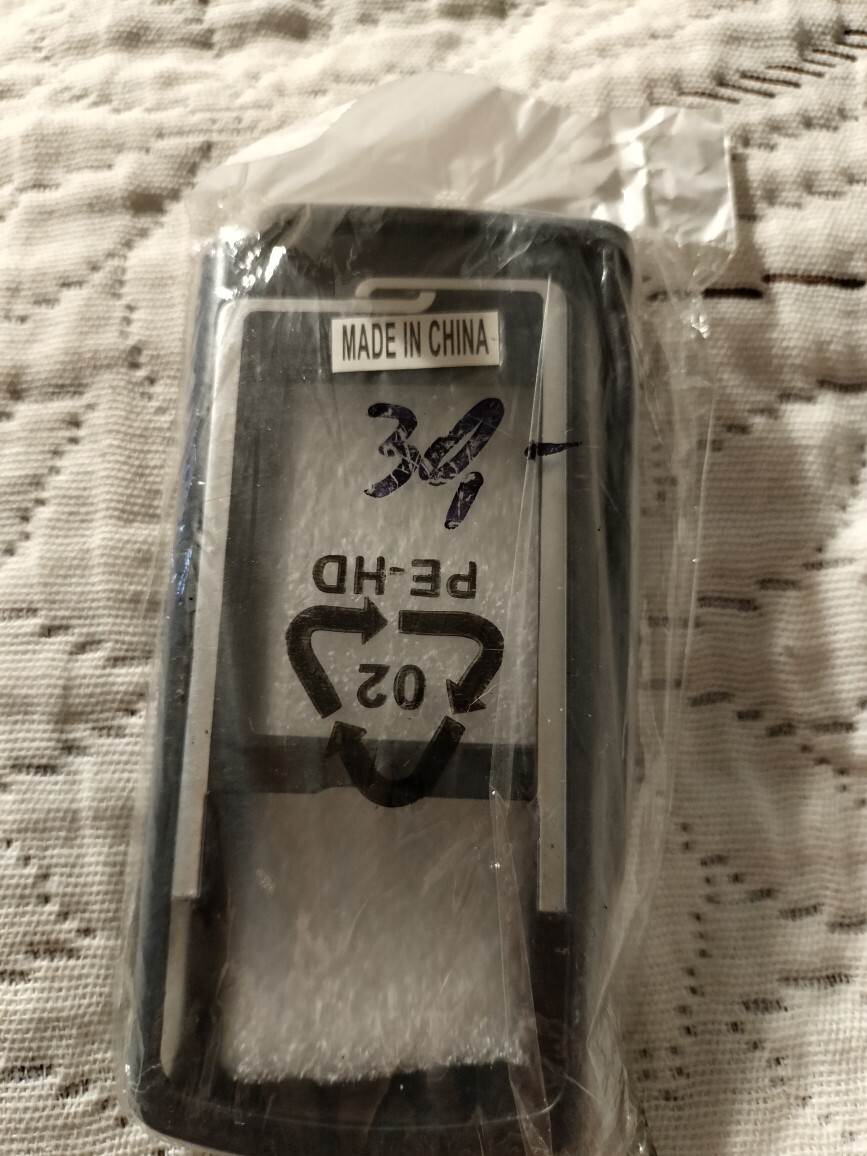 MADE IN CHINA
30,-
PE-HD
02